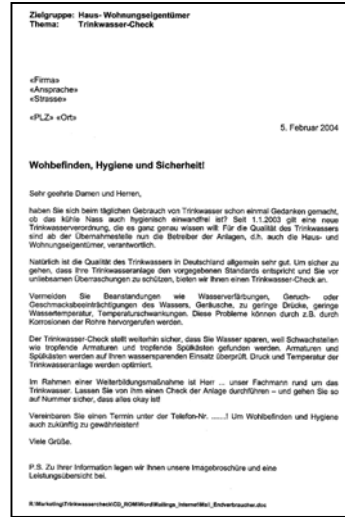 Zielgruppe: Haus- Wohnungseigentümer
Thema: Trinkwasser-Check
«Firma»
«Ansprache»
«Strasse»
«PLZ» «Ort»
5. Februar 2004
Wohbefinden, Hygiene und Sicherheit!
Sehr geehrte Damen und Herren,
haben Sie sich beim täglichen Gebrauch von Trinkwasser schon einmal Gedanken gemacht,
ob das kühle Nass auch hygienisch einwandfrei ist? Seit 1.1.2003 gilt eine neue
Trinkwasserverordnung, die es ganz genau wissen will: Für die Qualität des Trinkwassers
sind ab der Übernahmestelle nun die Betreiber der Anlagen, d.h. auch die Haus- und
Wohnungseigentümer, verantwortlich.
Natürlich ist die Qualität des Trinkwassers in Deutschland allgemein sehr gut. Um sicher zu
gehen, dass Ihre Trinkwasseranlage den vorgegebenen Standards entspricht und Sie vor
unliebsamen Überraschungen zu schützen, bieten wir Ihnen einen Trinkwasser-Check an.
Vermeiden Sie Beanstandungen wie Wasserverfärbungen, Geruch- oder
Geschmacksbeeinträchtigungen des Wassers, Geräusche, zu geringe Drücke, geringe
Wassertemperatur, Temperaturschwankungen. Diese Probleme können durch z.B. durch
Korrosionen der Rohre hervorgerufen werden.
Der Trinkwasser-Check stellt weiterhin sicher, dass Sie Wasser sparen, weil Schwachstellen
wie tropfende Armaturen und tropfende Spülkästen gefunden werden. Armaturen und
Spülkästen werden auf Ihren wassersparenden Einsatz überprüft. Druck und Temperatur der
Trinkwasseranlage werden optimiert.
Im Rahmen einer Weiterbildungsmaßnahme ist Herr ... unser Fachmann rund um das
Trinkwasser. Lassen Sie von ihm einen Check der Anlage durchführen – und gehen Sie so
auf Nummer sicher, dass alles okay ist!
Vereinbaren Sie einen Termin unter der Telefon-Nr. ......! Um Wohlbefinden und Hygiene
auch zukünftig zu gewährleisten!
Viele Grüße.
P.S. Zu Ihrer Information legen wir Ihnen unsere Imagebroschüre und eine
Leistungsübersicht bei.